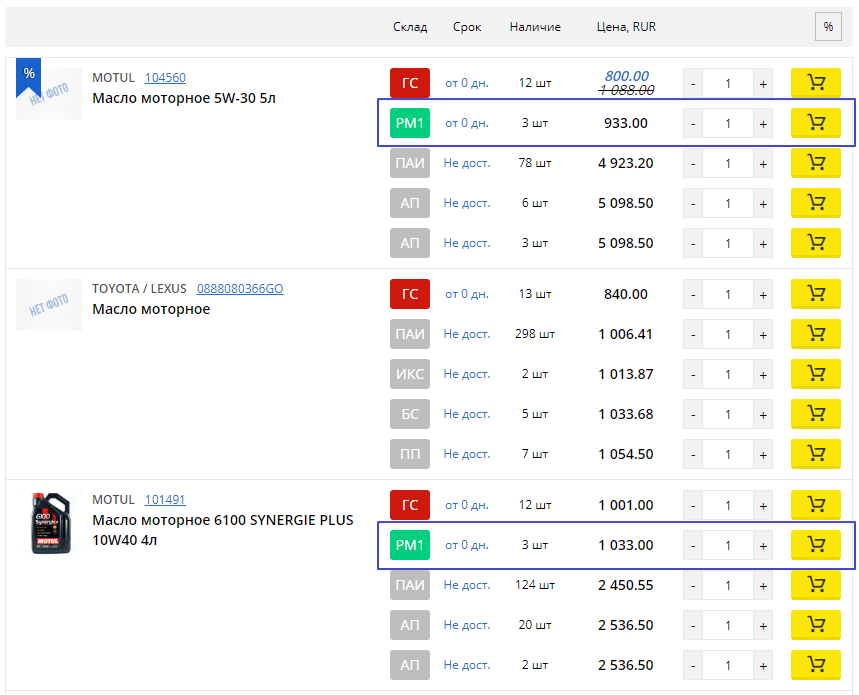 Склад Срок Наличие Цена, RUR %
%
НЕТ ФОТО
MOTUL 104560
Масло моторное 5W-30 5л
ГС от 0 дн. 12 шт 800.00 1 088.00 - 1 +
РМ1 от 0 дн. 3 шт 933.00 - 1 +
ПАИ Не дост. 78 шт 4 923.20 - 1 +
АП Не дост. 6 шт 5 098.50 - 1 +
АП Не дост. 3 шт 5 098.50 - 1 +
НЕТ ФОТО
TOYOTA / LEXUS 0888080366GO
Масло моторное
ГС от 0 дн. 13 шт 840.00 - 1 +
ПАИ Не дост. 298 шт 1 006.41 - 1 +
ИКС Не дост. 2 шт 1 013.87 - 1 +
БС Не дост. 5 шт 1 033.68 - 1 +
ПП Не дост. 7 шт 1 054.50 - 1 +
6100
Synergie+
MOTUL
MOTUL 101491
Масло моторное 6100 SYNERGIE PLUS
10W40 4л
ГС от 0 дн. 12 шт 1 001.00 - 1 +
РМ1 от 0 дн. 3 шт 1 033.00 - 1 +
ПАИ Не дост. 124 шт 2 450.55 - 1 +
АП Не дост. 20 шт 2 536.50 - 1 +
АП Не дост. 2 шт 2 536.50 - 1 +